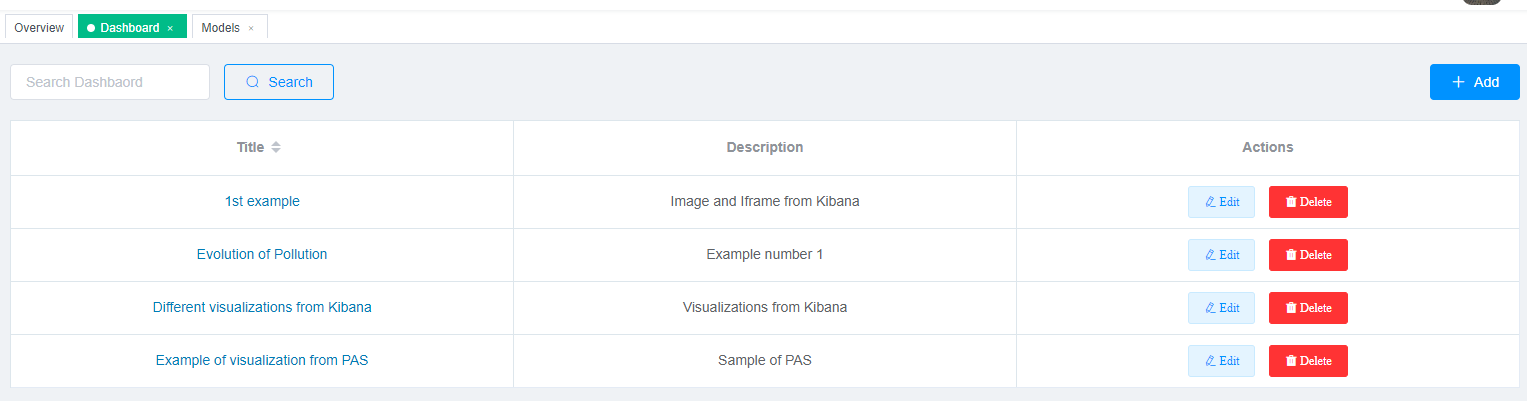 Overview Dashboard × Models ×
Search Dashbaord Search + Add
Title Description Actions
1st example Image and Iframe from Kibana Edit Delete
Evolution of Pollution Example number 1 Edit Delete
Different visualizations from Kibana Visualizations from Kibana Edit Delete
Example of visualization from PAS Sample of PAS Edit Delete